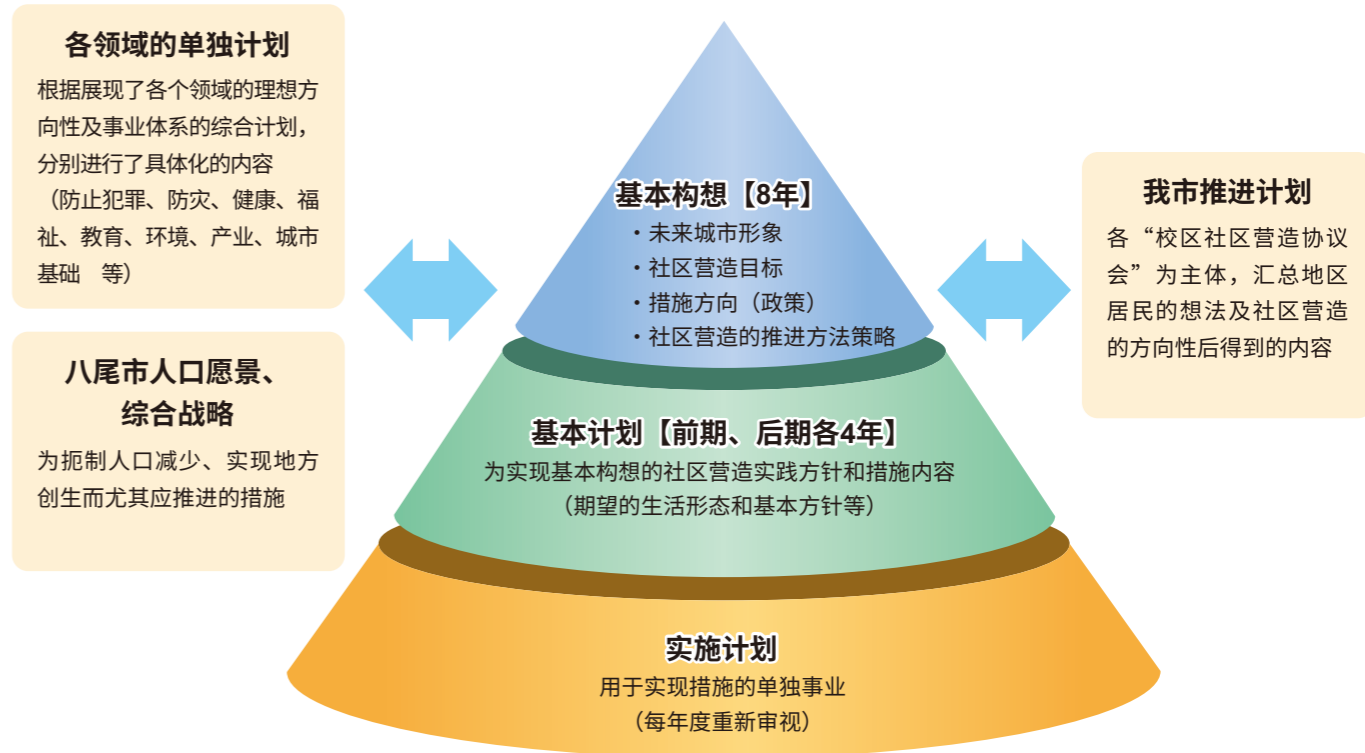 各领域的单独计划
根据展现了各个领域的理想方
向性及事业体系的综合计划，
分别进行了具体化的内容
（防止犯罪、防灾、健康、福
祉、教育、环境、产业、城市
基础　等）
八尾市人口愿景、
综合战略
为扼制人口减少、实现地方
创生而尤其应推进的措施
基本构想【8年】
・未来城市形象
・社区营造目标
・措施方向（政策）
・社区营造的推进方法策略
基本计划【前期、后期各4年】
为实现基本构想的社区营造实践方针和措施内容
（期望的生活形态和基本方针等）
实施计划
用于实现措施的单独事业
（每年度重新审视）
我市推进计划
各“校区社区营造协议
会”为主体，汇总地区
居民的想法及社区营造
的方向性后得到的内容